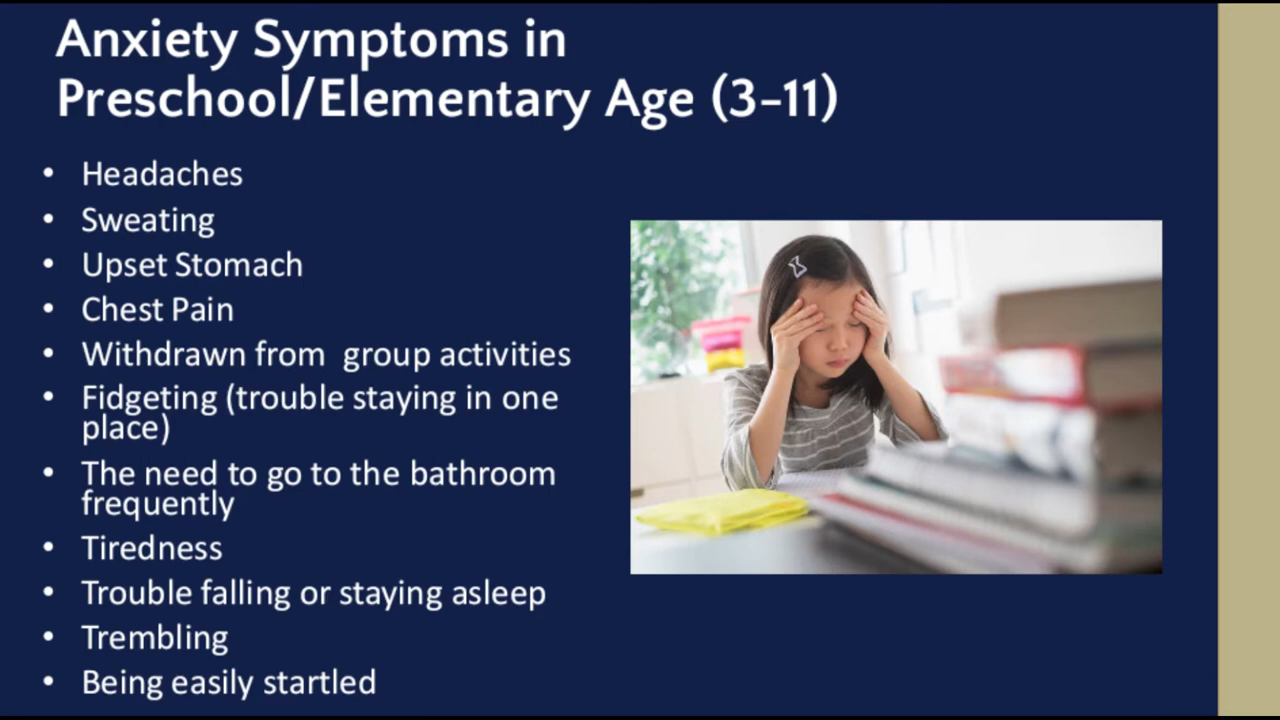 Anxiety Symptoms in
Preschool/Elementary Age (3–11)
• Headaches
• Sweating
• Upset Stomach
• Chest Pain
• Withdrawn from  group activities
• Fidgeting (trouble staying in one
place)
• The need to go to the bathroom
frequently
• Tiredness
• Trouble falling or staying asleep
• Trembling
• Being easily startled